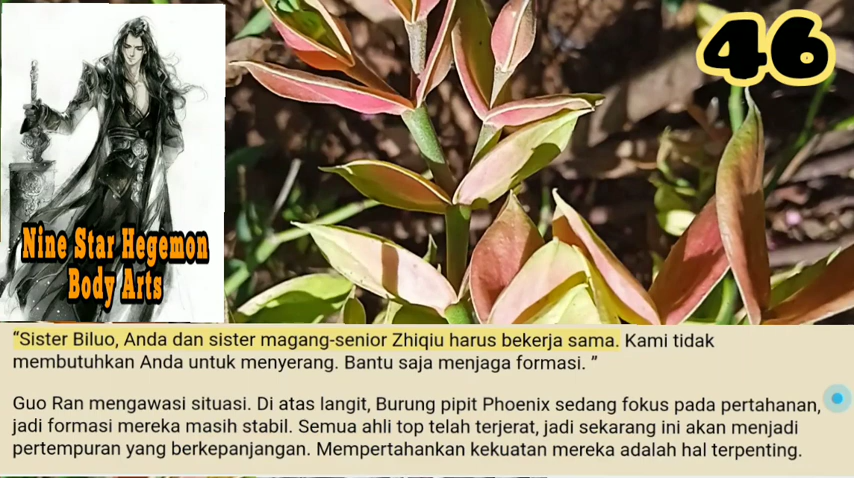 46
Nine Star Hegemon
Body Arts
“Sister Biluo, Anda dan sister magang-senior Zhiqiu harus bekerja sama. Kami tidak
membutuhkan Anda untuk menyerang. Bantu saja menjaga formasi. ”
Guo Ran mengawasi situasi. Di atas langit, Burung pipit Phoenix sedang fokus pada pertahanan,
jadi formasi mereka masih stabil. Semua ahli top telah terjerat, jadi sekarang ini akan menjadi
pertempuran yang berkepanjangan. Mempertahankan kekuatan mereka adalah hal terpenting.